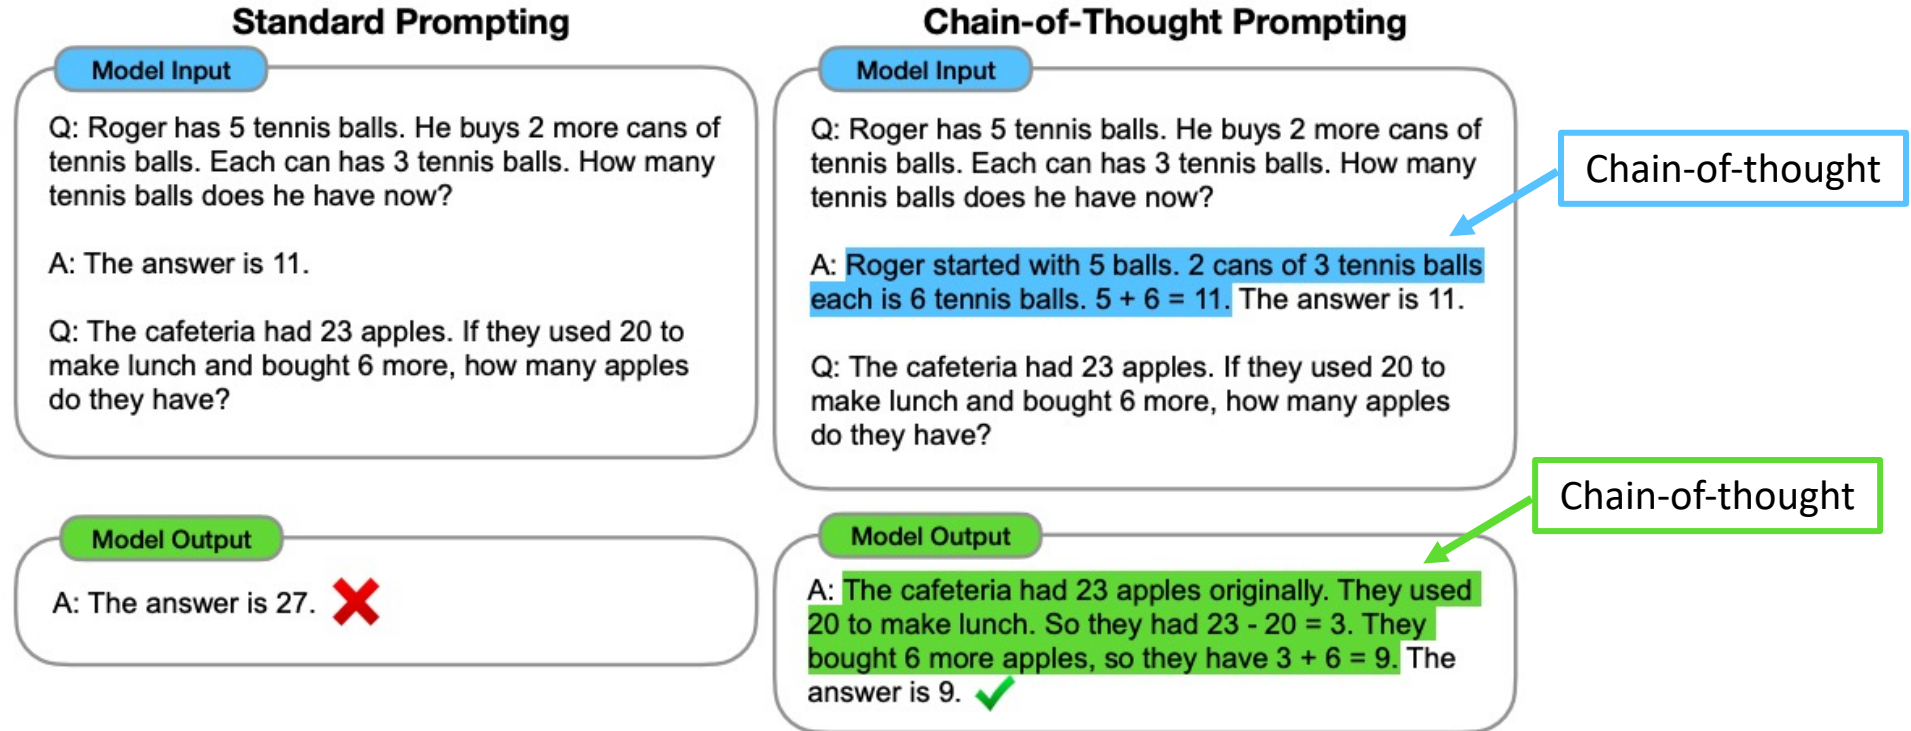 Standard Prompting
Model Input
Q: Roger has 5 tennis balls. He buys 2 more cans of
tennis balls. Each can has 3 tennis balls. How many
tennis balls does he have now?
A: The answer is 11.
Q: The cafeteria had 23 apples. If they used 20 to
make lunch and bought 6 more, how many apples
do they have?
Model Output
A: The answer is 27.
Chain-of-Thought Prompting
Model Input
Q: Roger has 5 tennis balls. He buys 2 more cans of
tennis balls. Each can has 3 tennis balls. How many
tennis balls does he have now?
A: Roger started with 5 balls. 2 cans of 3 tennis balls
each is 6 tennis balls. 5 + 6 = 11. The answer is 11.
Q: The cafeteria had 23 apples. If they used 20 to
make lunch and bought 6 more, how many apples
do they have?
Model Output
A: The cafeteria had 23 apples originally. They used
20 to make lunch. So they had 23 - 20 = 3. They
bought 6 more apples, so they have 3 + 6 = 9. The
answer is 9.
Chain-of-thought
Chain-of-thought